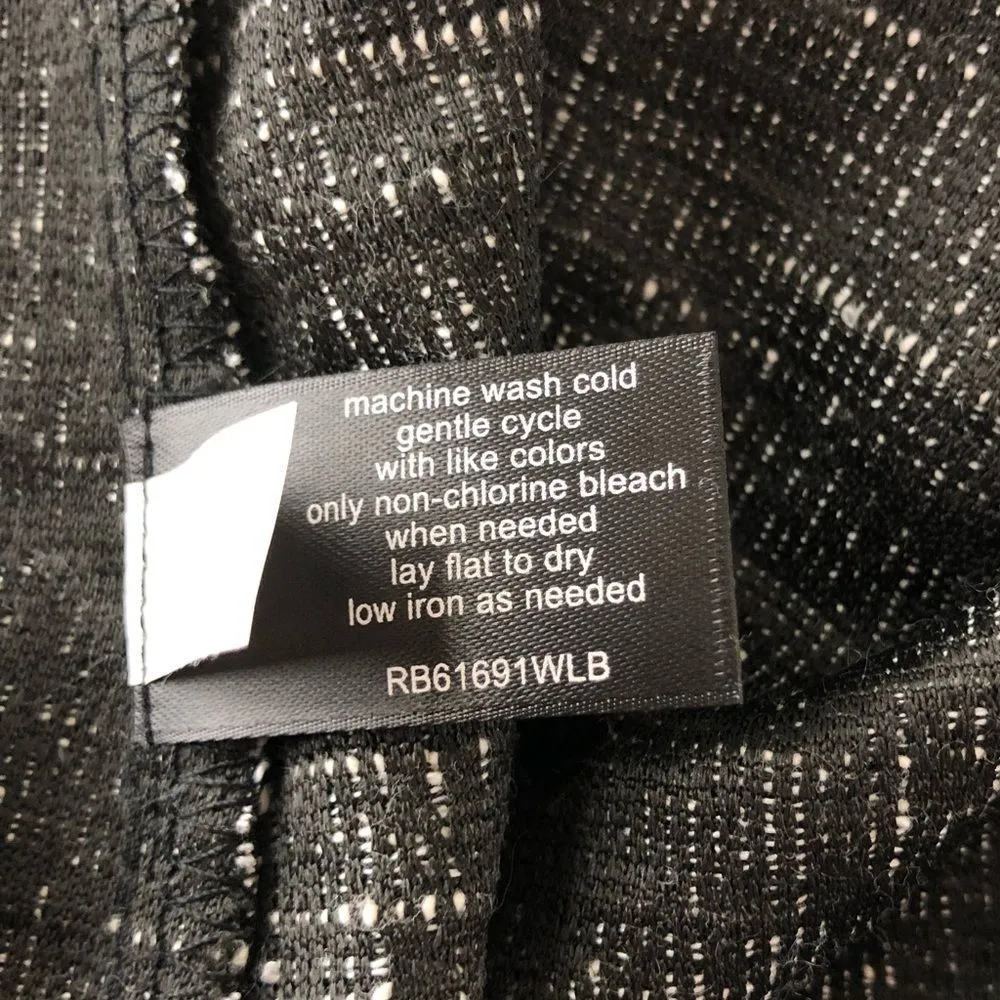 machine wash cold
gentle cycle
with like colors
only non-chlorine bleach
when needed
lay flat to dry
low iron as needed
RB61691WLB